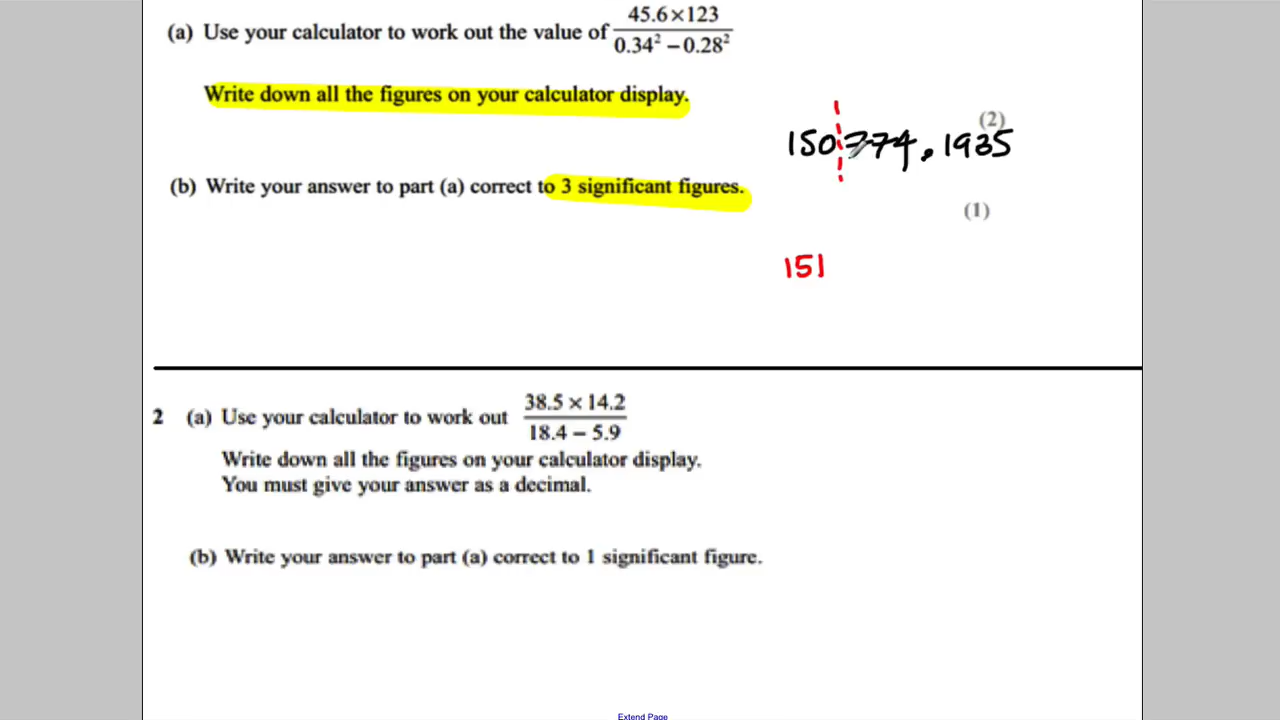 (a) Use your calculator to work out the value of 45.6 × 123 / 0.34² – 0.28²
Write down all the figures on your calculator display.
(2)
150774.1935
(b) Write your answer to part (a) correct to 3 significant figures.
(1)
151
2 (a) Use your calculator to work out 38.5 × 14.2 / 18.4 – 5.9
Write down all the figures on your calculator display.
You must give your answer as a decimal.
(b) Write your answer to part (a) correct to 1 significant figure.
Extend Page